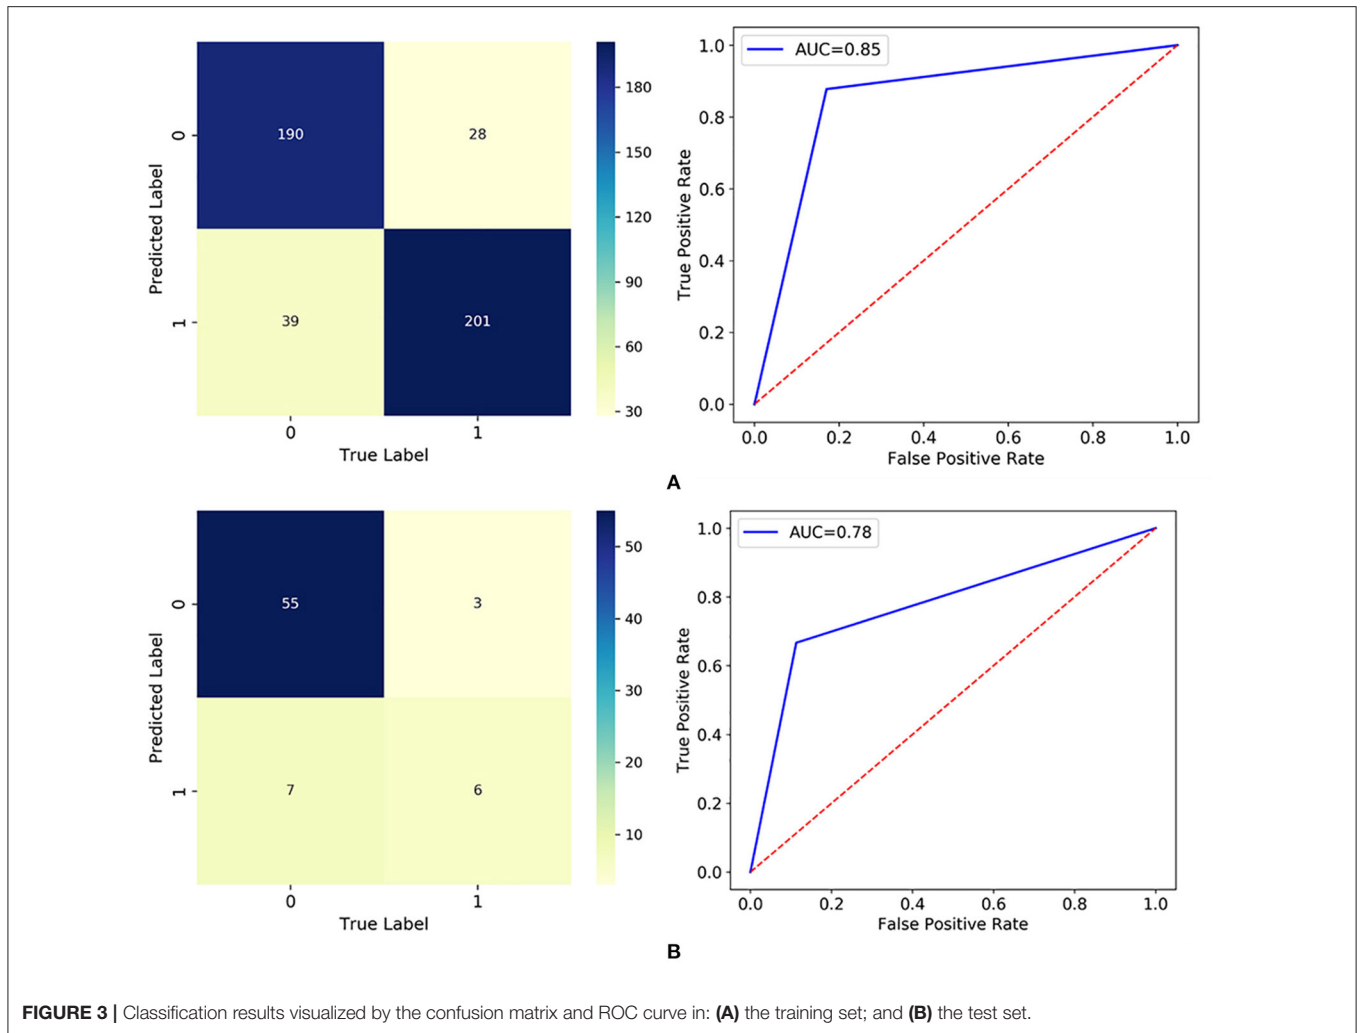 AUC=0.85
190 28
39 201
0
1
Predicted Label
0 1
True Label
180
150
120
90
60
30
1.0
0.8
0.6
0.4
0.2
0.0
True Positive Rate
0.0 0.2 0.4 0.6 0.8 1.0
False Positive Rate
A
AUC=0.78
55 3
7 6
0
1
Predicted Label
0 1
True Label
50
40
30
20
10
1.0
0.8
0.6
0.4
0.2
0.0
True Positive Rate
0.0 0.2 0.4 0.6 0.8 1.0
False Positive Rate
B
FIGURE 3 | Classification results visualized by the confusion matrix and ROC curve in: (A) the training set; and (B) the test set.